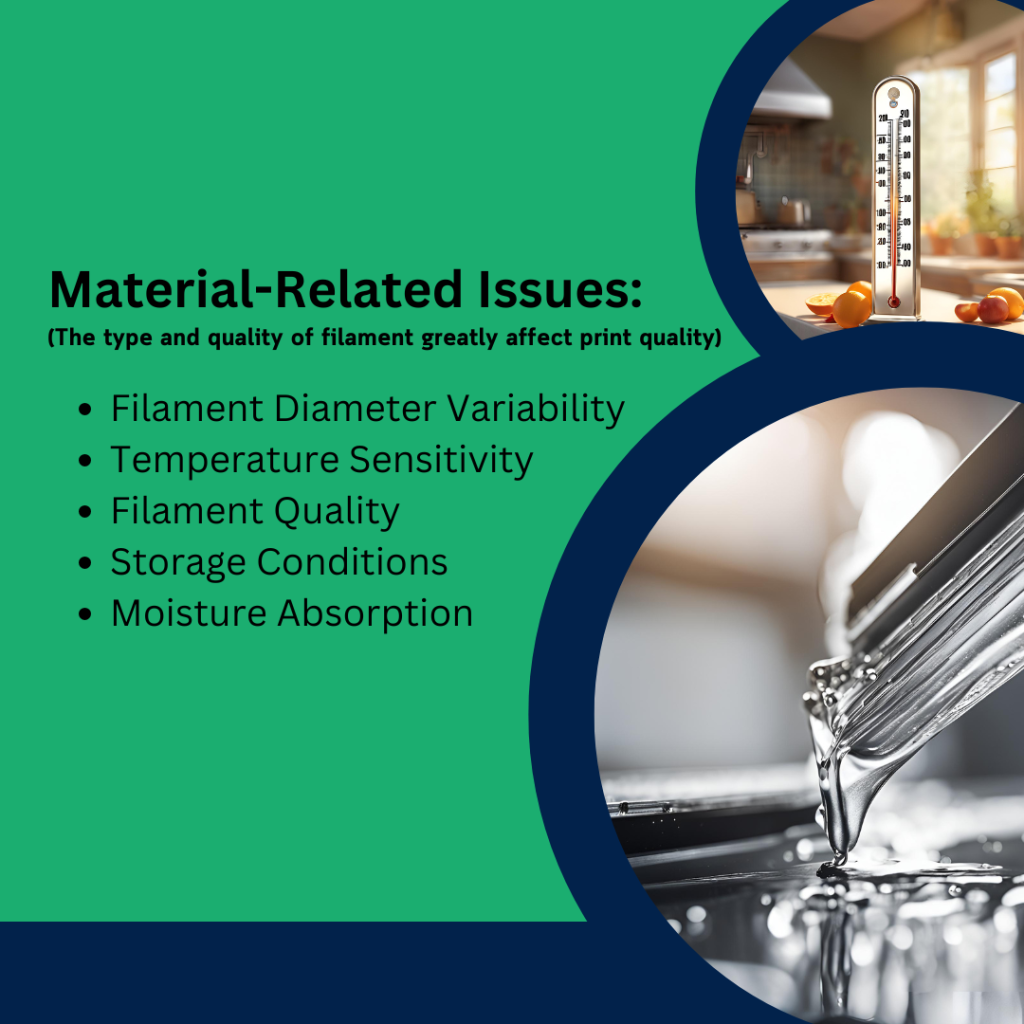 Material-Related Issues:
(The type and quality of filament greatly affect print quality)
• Filament Diameter Variability
• Temperature Sensitivity
• Filament Quality
• Storage Conditions
• Moisture Absorption